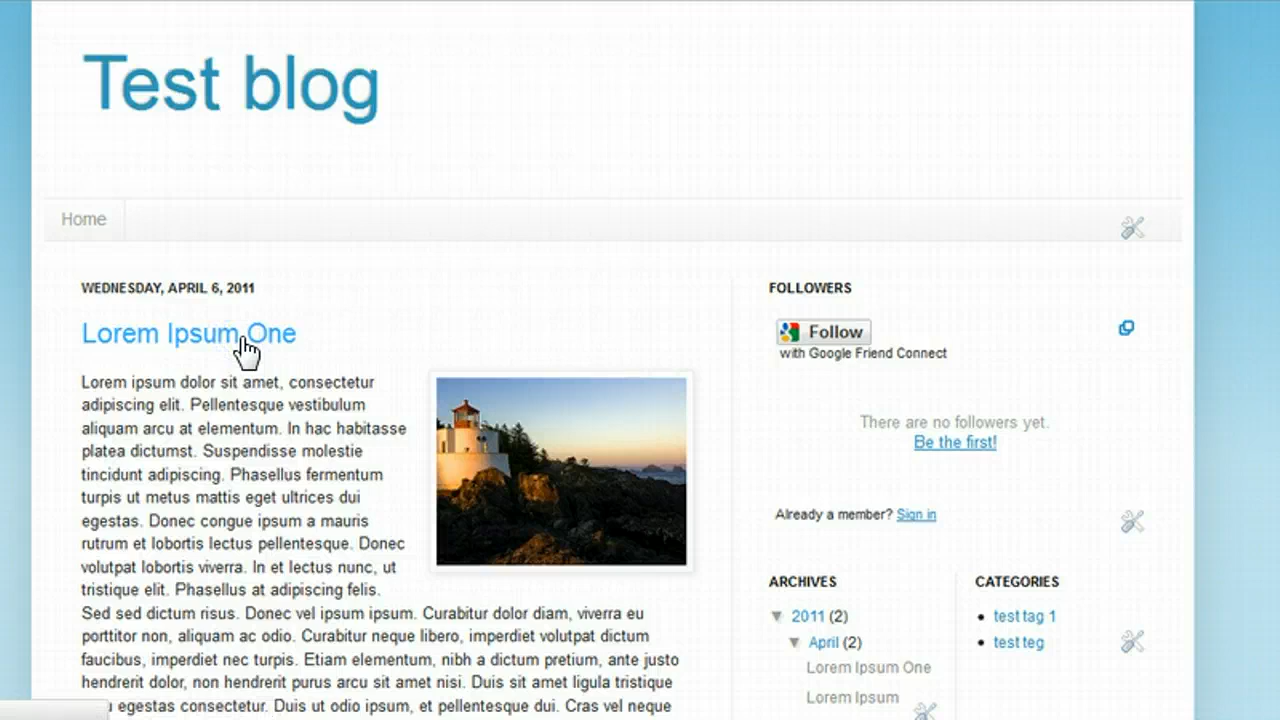 Test blog
Home
WEDNESDAY, APRIL 6, 2011
Lorem Ipsum One
Lorem ipsum dolor sit amet, consectetur
adipiscing elit. Pellentesque vestibulum
aliquam arcu at elementum. In hac habitasse
platea dictumst. Suspendisse molestie
tincidunt adipiscing. Phasellus fermentum
turpis ut metus mattis eget ultrices dui
egestas. Donec congue ipsum a mauris
rutrum et lobortis lectus pellentesque. Donec
volutpat lobortis viverra. In et lectus nunc, ut
tristique elit. Phasellus at adipiscing felis.
Sed sed dictum risus. Donec vel ipsum ipsum. Curabitur dolor diam, viverra eu
porttitor non, aliquam ac odio. Curabitur neque libero, imperdiet volutpat dictum
faucibus, imperdiet nec turpis. Etiam elementum, nibh a dictum pretium, ante justo
hendrerit dolor, non hendrerit purus arcu sit amet nisi. Duis sit amet ligula tristique
egestas consectetur. Duis ut odio ipsum, et pellentesque dui. Cras vel neque
FOLLOWERS
Follow
with Google Friend Connect
There are no followers yet.
Be the first!
Already a member? Sign in
ARCHIVES
2011 (2)
April (2)
Lorem Ipsum One
Lorem Ipsum
CATEGORIES
test tag 1
test teg